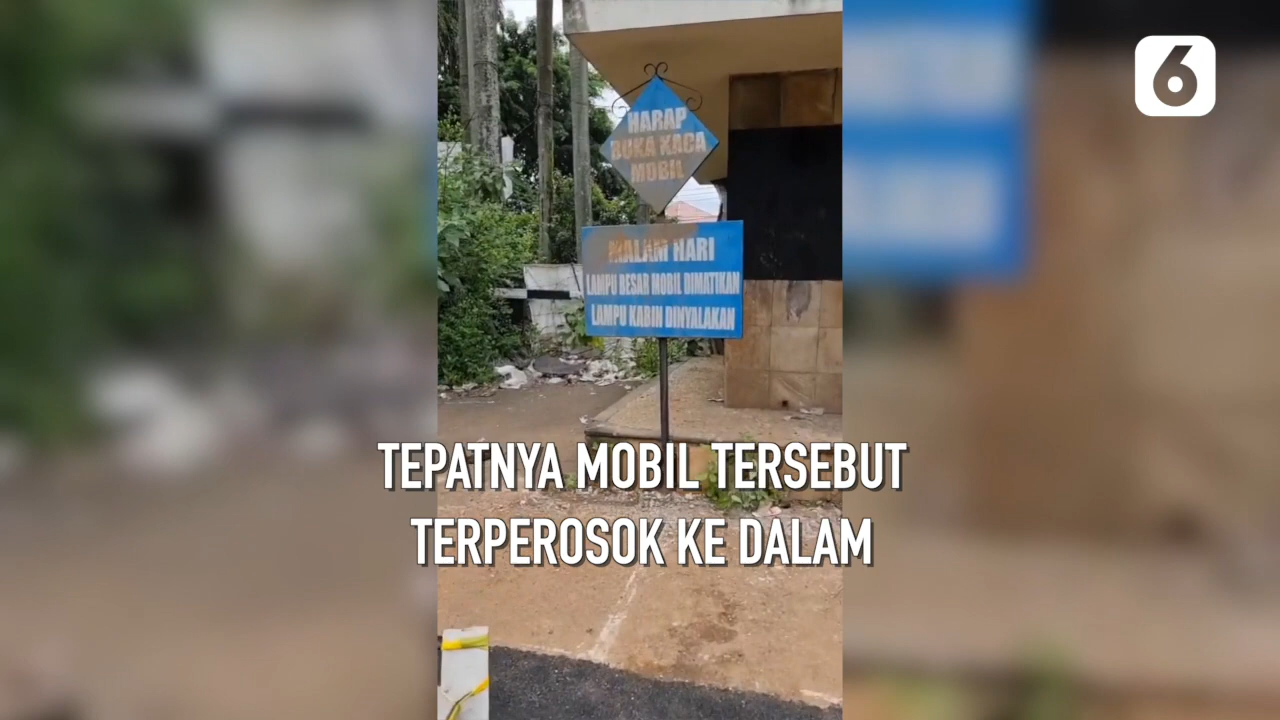 6
HARAP
BUKA KACA
MOBIL
MALAM HARI
LAMPU BESAR MOBIL DIMATIKAN
LAMPU KABIN DINYALAKAN
TEPATNYA MOBIL TERSEBUT
TERPEROSOK KE DALAM